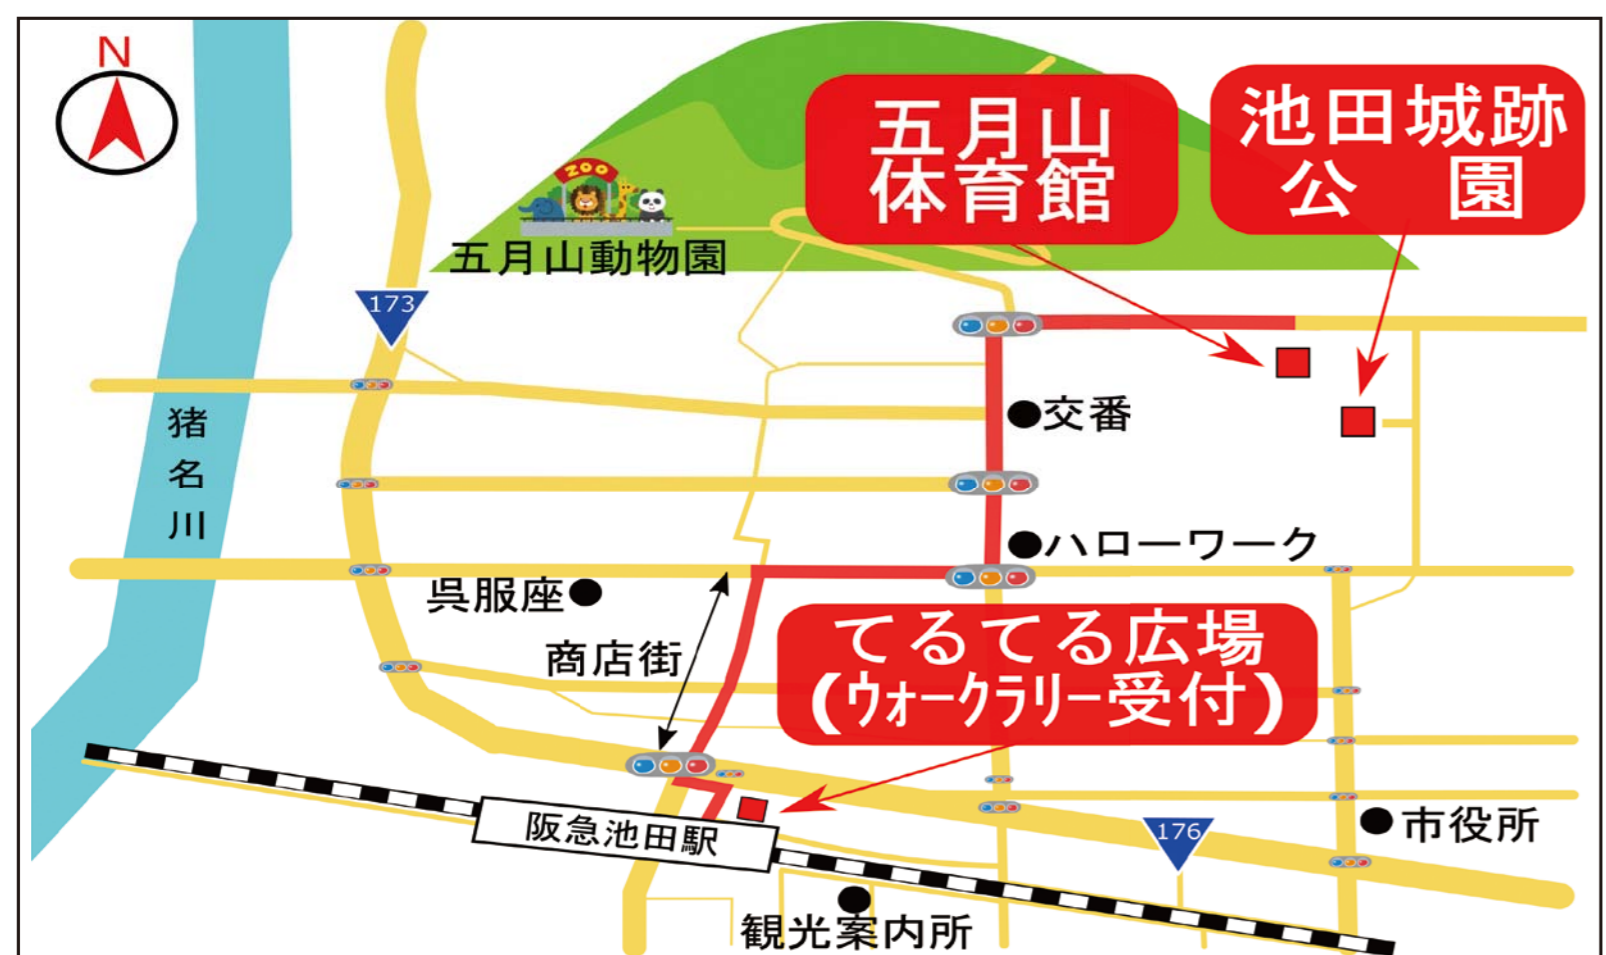 N
五月山
体育館
池田城跡
公園
ZOO
五月山動物園
173
猪名川
交番
ハローワーク
呉服座
商店街
てるてる広場
(ウォークラリー受付)
阪急池田駅
176
市役所
観光案内所